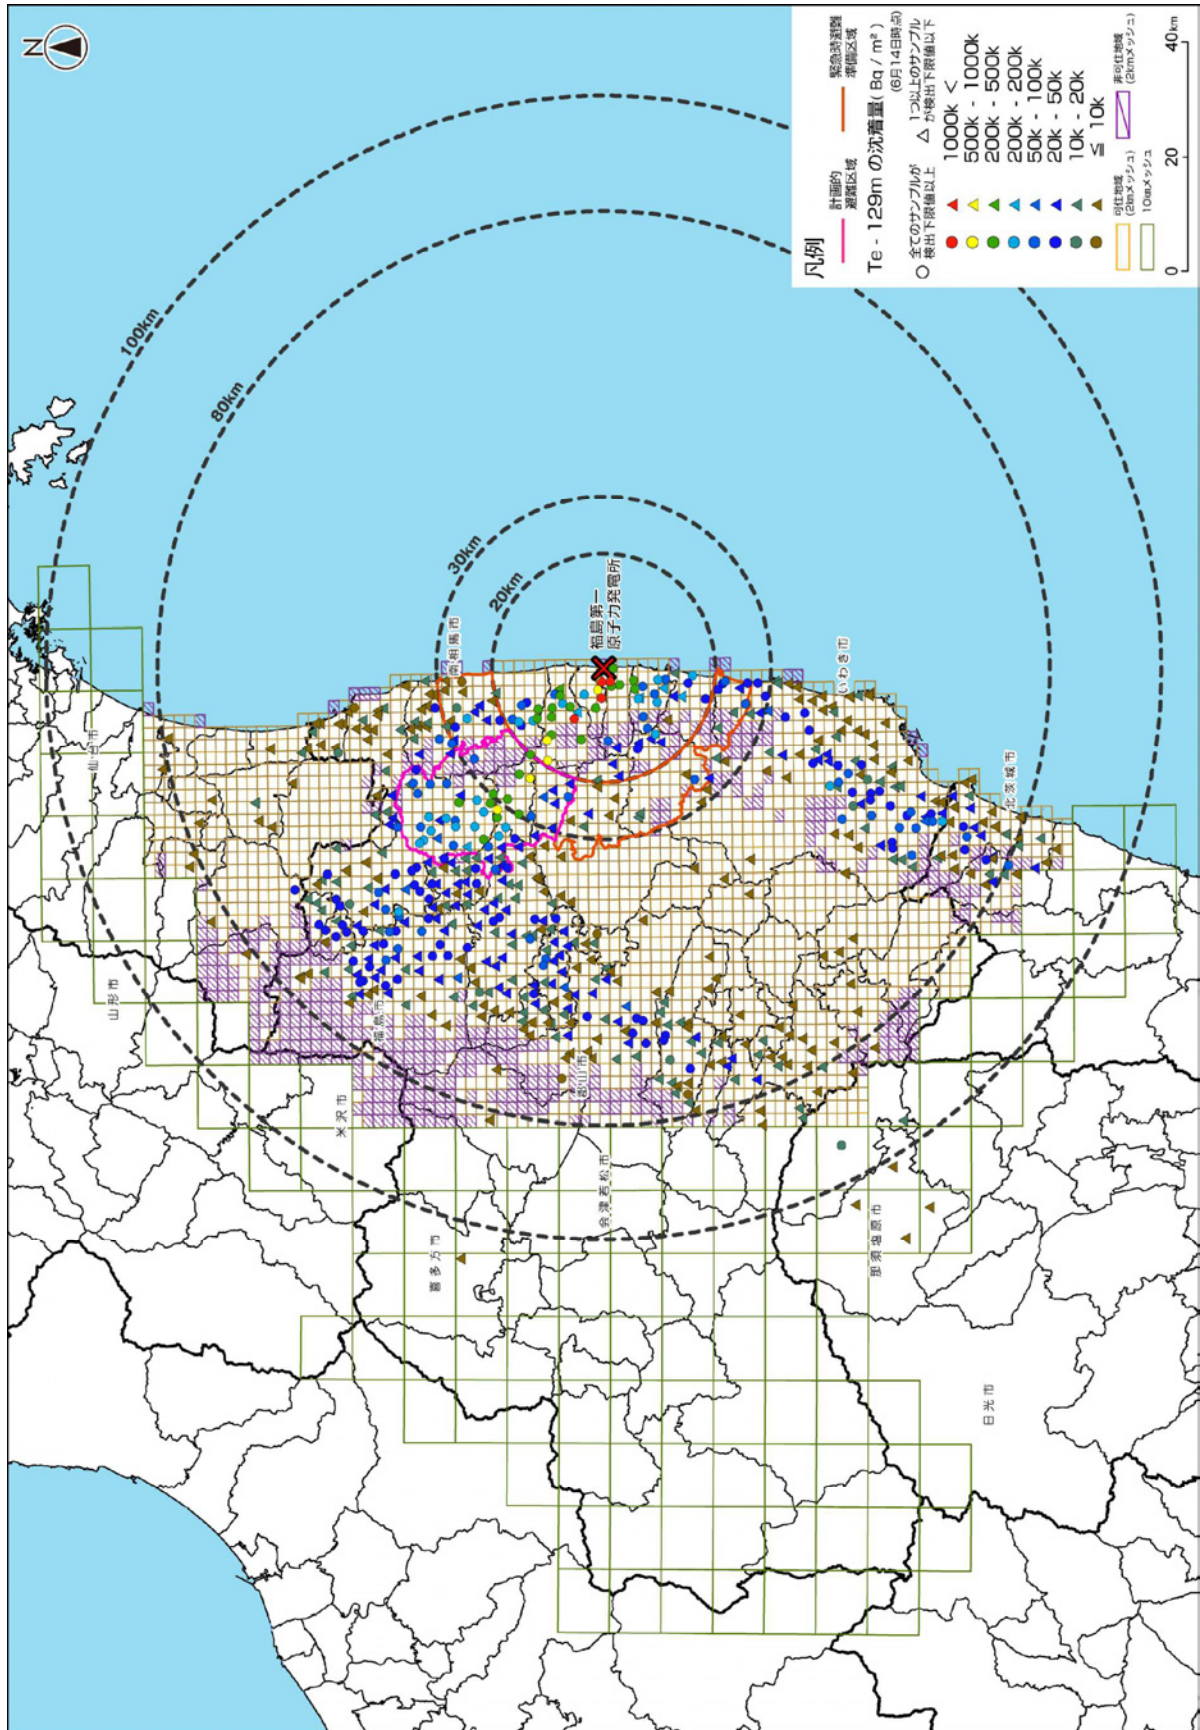 N
100km
80km
30km
20km
仙台市
山形市
南相馬市
福島市
米沢市
福島第一
原子力発電所
郡山市
会津若松市
喜多方市
いわき市
北茨城市
那須塩原市
日光市
凡例
計画的
避難区域
緊急時避難
準備区域
Te - 129m の沈着量( Bq / m² )
(6月14日時点)
全てのサンプルが
検出下限値以上
1つ以上のサンプル
が検出下限値以下
1000k <
500k - 1000k
200k - 500k
200k - 200k
50k - 100k
20k - 50k
10k - 20k
≦ 10k
可住地域
(2kmメッシュ)
非可住地域
(2kmメッシュ)
10kmメッシュ
0 20 40km